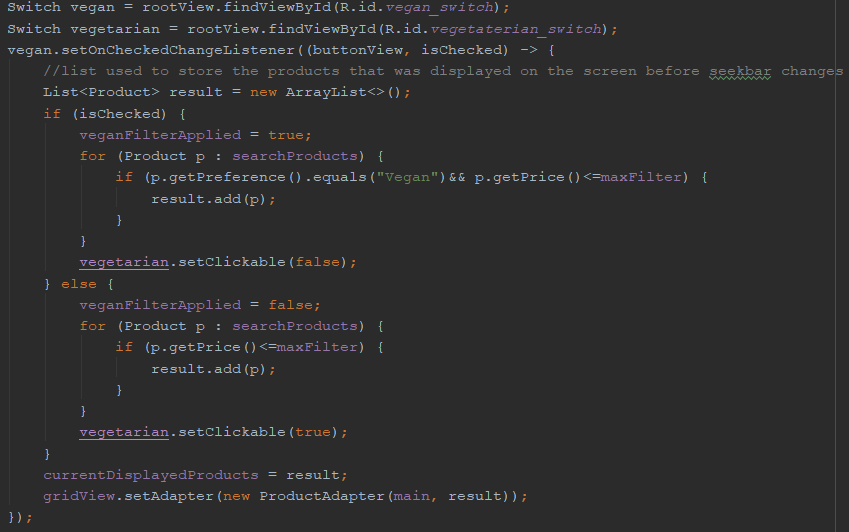 Switch vegan = rootView.findViewById(R.id.vegan_switch);
Switch vegetarian = rootView.findViewById(R.id.vegetaterian_switch);
vegan.setOnCheckedChangeListener((buttonView, isChecked) -> {
    //list used to store the products that was displayed on the screen before seekbar changes
    List<Product> result = new ArrayList<>();
    if (isChecked) {
        veganFilterApplied = true;
        for (Product p : searchProducts) {
            if (p.getPreference().equals("Vegan")&& p.getPrice()<=maxFilter) {
                result.add(p);
            }
        }
        vegetarian.setClickable(false);
    } else {
        veganFilterApplied = false;
        for (Product p : searchProducts) {
            if (p.getPrice()<=maxFilter) {
                result.add(p);
            }
        }
        vegetarian.setClickable(true);
    }
    currentDisplayedProducts = result;
    gridView.setAdapter(new ProductAdapter(main, result));
});